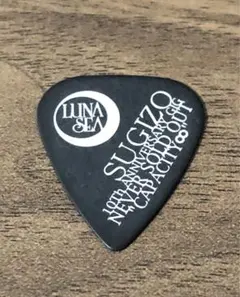 LUNA
SEA
SUGIZO
10TH ANNIVERSARY GIG
"NEVER SOLD OUT
CAPACITY∞"